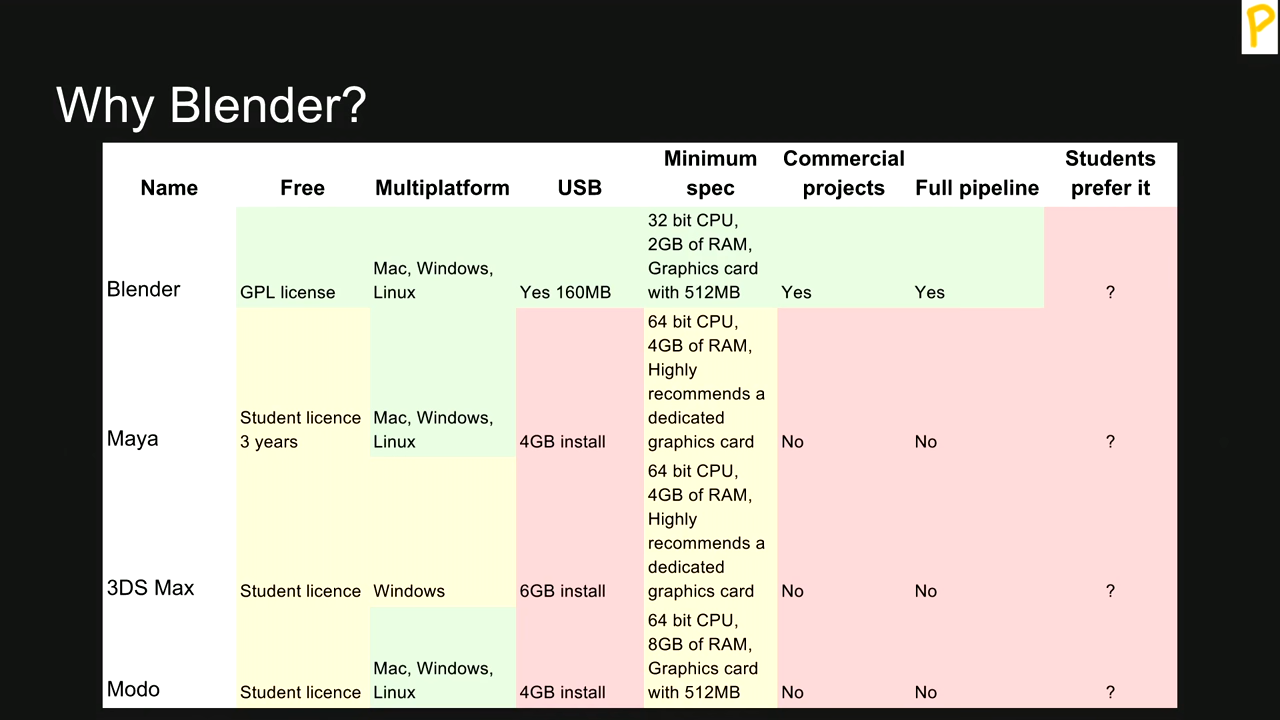 P
Why Blender?
Name Free Multiplatform USB Minimum spec Commercial projects Full pipeline Students prefer it
Blender GPL license Mac, Windows, Linux Yes 160MB 32 bit CPU, 2GB of RAM, Graphics card with 512MB Yes Yes ?
Maya Student licence 3 years Mac, Windows, Linux 4GB install 64 bit CPU, 4GB of RAM, Highly recommends a dedicated graphics card No No ?
3DS Max Student licence Windows 6GB install 64 bit CPU, 4GB of RAM, Highly recommends a dedicated graphics card No No ?
Modo Student licence Mac, Windows, Linux 4GB install 64 bit CPU, 8GB of RAM, Graphics card with 512MB No No ?